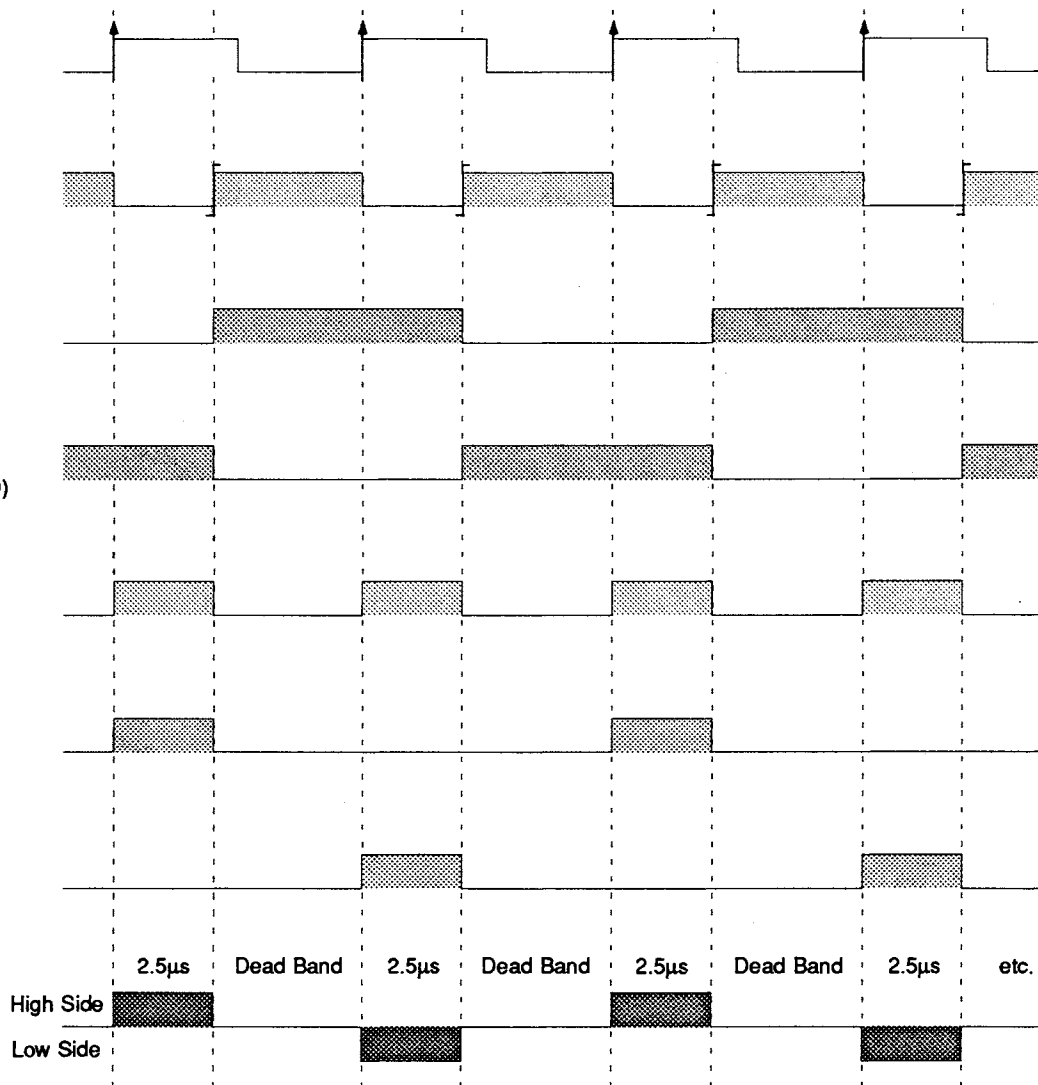 )
2.5μs Dead Band 2.5μs Dead Band 2.5μs Dead Band 2.5μs etc.
High Side
Low Side